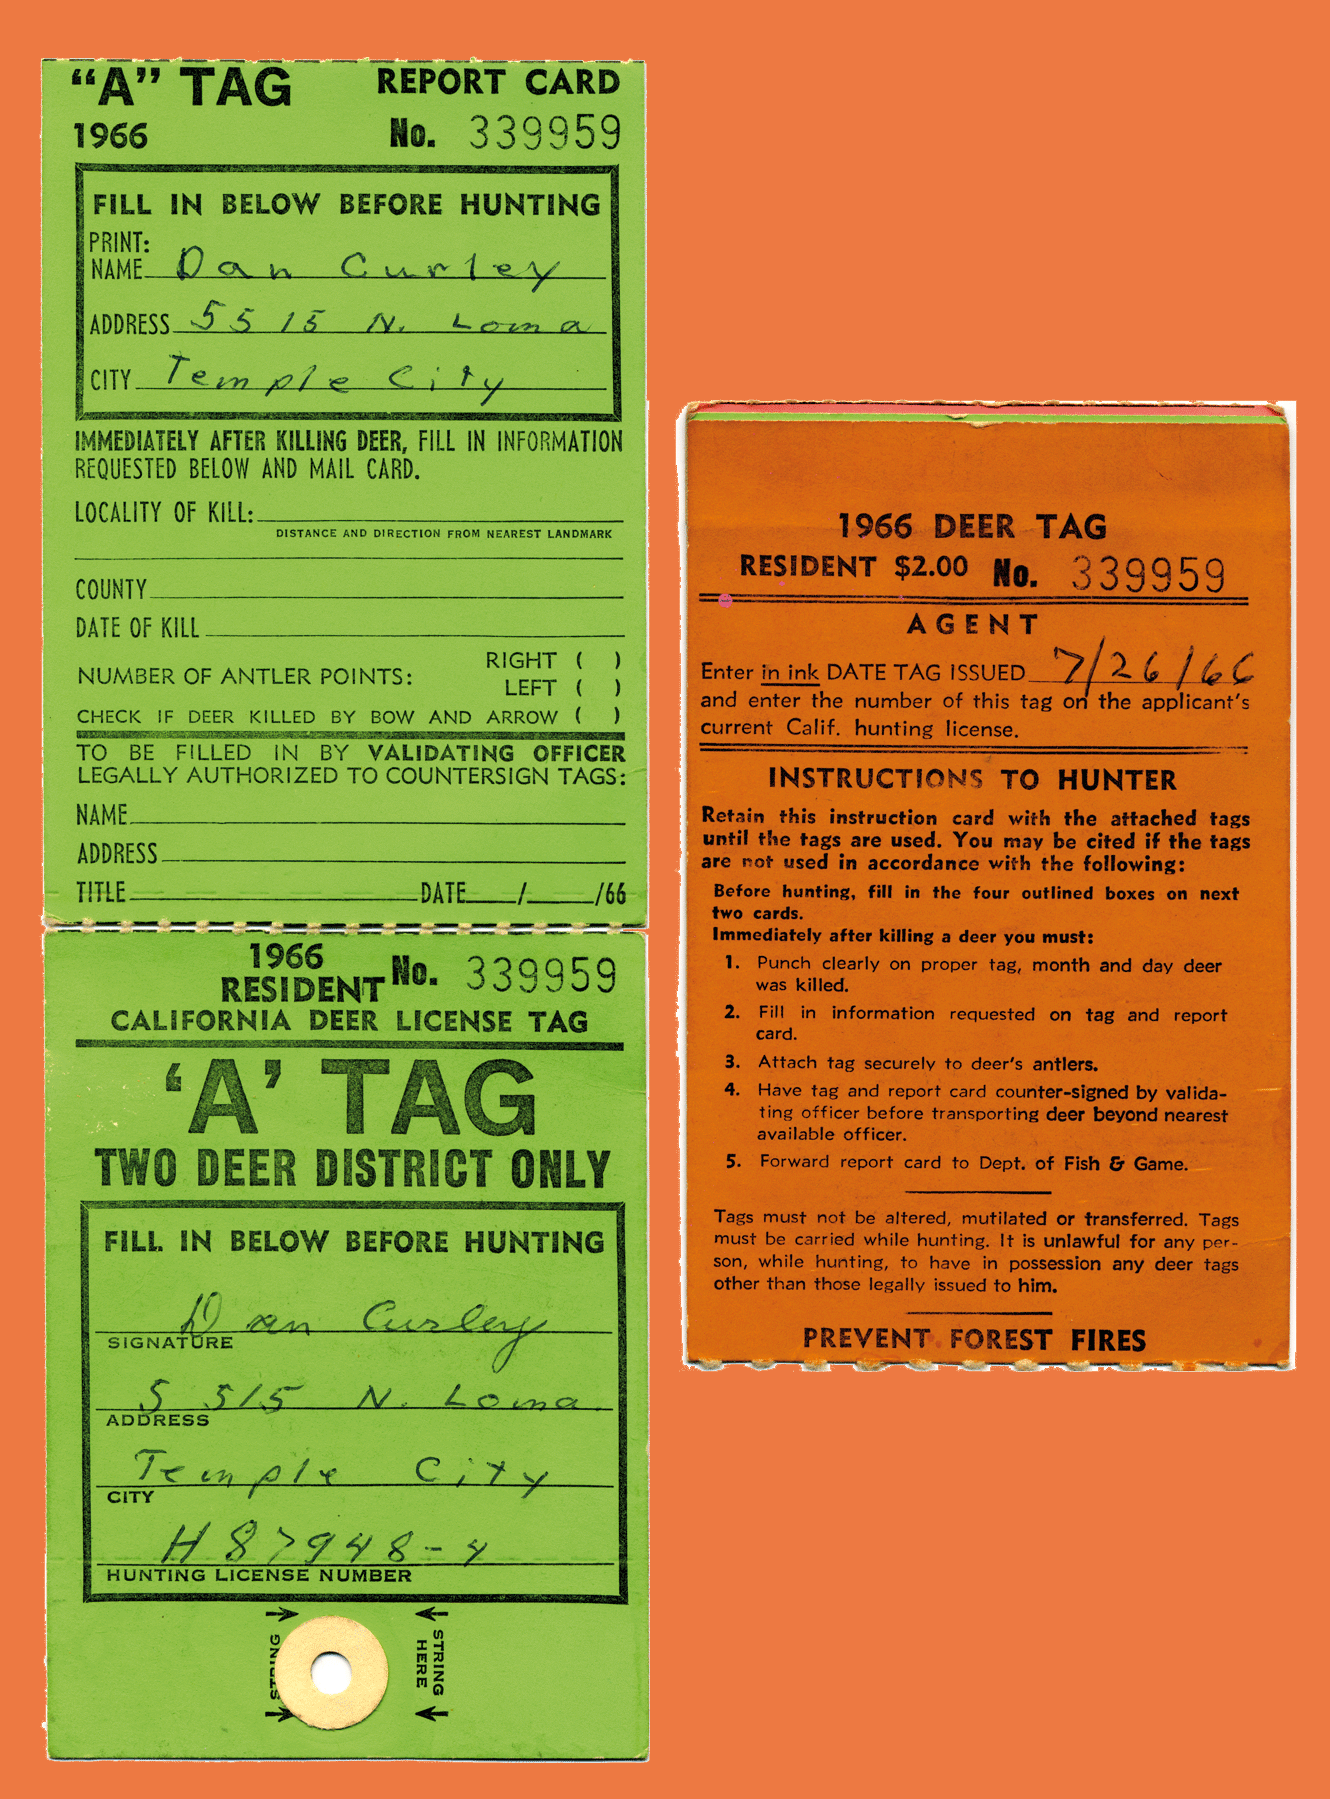 “A” TAG REPORT CARD
1966 No. 339959
FILL IN BELOW BEFORE HUNTING
PRINT:
NAME Dan Curley
ADDRESS 5515 N. Loma
CITY Temple City
IMMEDIATELY AFTER KILLING DEER, FILL IN INFORMATION
REQUESTED BELOW AND MAIL CARD.
LOCALITY OF KILL:
DISTANCE AND DIRECTION FROM NEAREST LANDMARK
COUNTY
DATE OF KILL
NUMBER OF ANTLER POINTS: RIGHT ( )
LEFT ( )
CHECK IF DEER KILLED BY BOW AND ARROW ( )
TO BE FILLED IN BY VALIDATING OFFICER
LEGALLY AUTHORIZED TO COUNTERSIGN TAGS:
NAME
ADDRESS
TITLE DATE / /66
1966
RESIDENT No. 339959
CALIFORNIA DEER LICENSE TAG
‘A’ TAG
TWO DEER DISTRICT ONLY
FILL IN BELOW BEFORE HUNTING
Dan Curley
SIGNATURE
5515 N. Loma
ADDRESS
Temple City
CITY
H87948-4
HUNTING LICENSE NUMBER
STRING
STRING
HERE
1966 DEER TAG
RESIDENT $2.00 No. 339959
AGENT
Enter in ink DATE TAG ISSUED 7/26/66
and enter the number of this tag on the applicant's
current Calif. hunting license.
INSTRUCTIONS TO HUNTER
Retain this instruction card with the attached tags
until the tags are used. You may be cited if the tags
are not used in accordance with the following:
Before hunting, fill in the four outlined boxes on next
two cards.
Immediately after killing a deer you must:
1. Punch clearly on proper tag, month and day deer
was killed.
2. Fill in information requested on tag and report
card.
3. Attach tag securely to deer's antlers.
4. Have tag and report card counter-signed by valida-
ting officer before transporting deer beyond nearest
available officer.
5. Forward report card to Dept. of Fish & Game.
Tags must not be altered, mutilated or transferred. Tags
must be carried while hunting. It is unlawful for any per-
son, while hunting, to have in possession any deer tags
other than those legally issued to him.
PREVENT FOREST FIRES